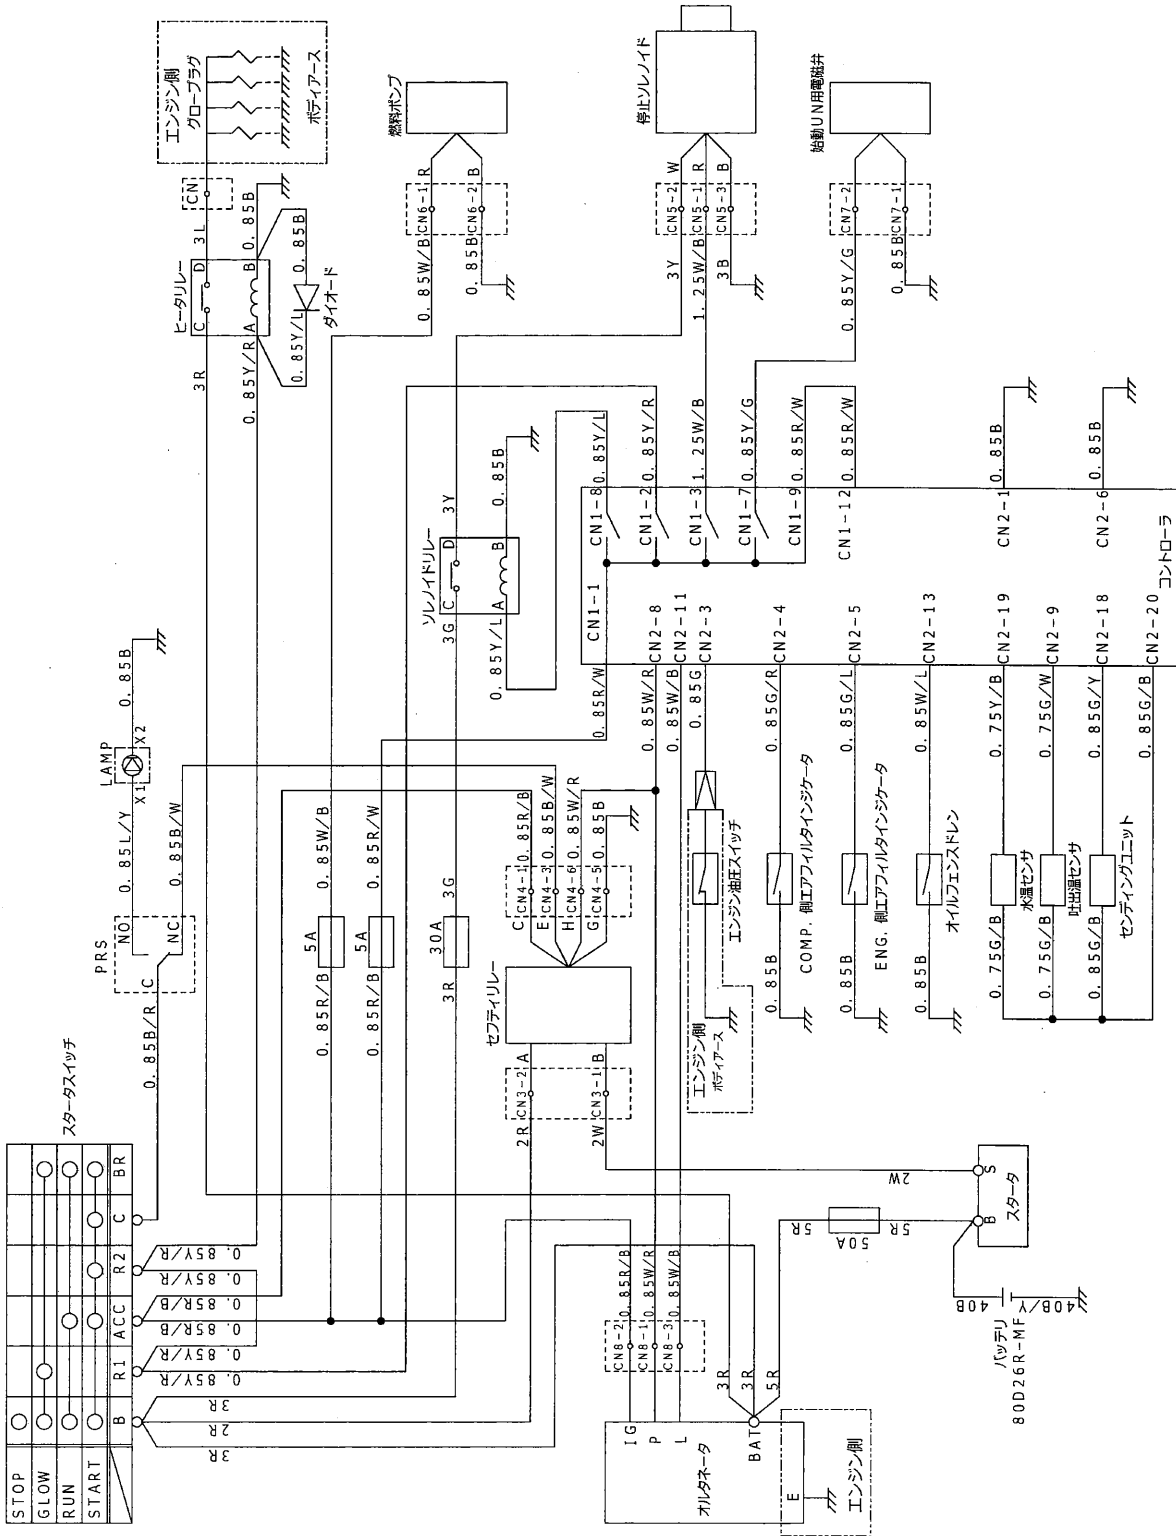 STOP
GLOW
RUN
START
B
R1
ACC
R2
C
BR
スタータスイッチ
3R
2R
3R
0.85Y/R
0.85Y/R
0.85R/B
0.85R/B
0.85Y/R
0.85Y/R
0.85B/R
PRS
C
NO
NC
0.85L/Y
0.85B/W
LAMP
X1
X2
0.85B
エンジン側
グロープラグ
ボディアース
CN
3L
ヒータリレー
C
D
A
B
3R
0.85Y/R
0.85B
0.85Y/L
0.85B
ダイオード
燃料ポンプ
CN6-1
R
CN6-2
B
0.85W/B
0.85B
停止ソレノイド
CN5-2
W
CN5-1
R
CN5-3
B
3Y
1.25W/B
3B
始動UN用電磁弁
CN7-2
CN7-1
0.85Y/G
0.85B
0.85R/B
5A
0.85W/B
0.85R/B
5A
0.85R/W
3R
30A
3G
ソレノイドリレー
3G
C
D
3Y
A
B
0.85Y/L
0.85B
セフティリレー
C
CN4-1
0.85R/B
E
CN4-3
0.85B/W
H
CN4-6
0.85W/R
G
CN4-5
0.85B
2R
CN3-2
A
2W
CN3-1
B
コントローラ
CN1-1
0.85R/W
CN2-8
0.85W/R
CN2-11
0.85W/B
CN2-3
0.85G
CN2-4
0.85G/R
CN2-5
0.85G/L
CN2-13
0.85W/L
CN2-19
0.75Y/B
CN2-9
0.75G/W
CN2-18
0.85G/Y
CN2-20
0.85G/B
CN1-8
0.85Y/L
CN1-2
0.85Y/R
CN1-3
1.25W/B
CN1-7
0.85Y/G
CN1-9
0.85R/W
CN1-12
0.85R/W
CN2-1
0.85B
CN2-6
0.85B
エンジン油圧スイッチ
エンジン側
ボディアース
COMP.側エアフィルタインジケータ
0.85B
ENG.側エアフィルタインジケータ
0.85B
オイルフェンスドレン
0.85B
水温センサ
0.75G/B
吐出温センサ
0.75G/B
センディングユニット
0.85G/B
オルタネータ
IG
P
L
BAT
E
エンジン側
CN8-2
0.85R/B
CN8-1
0.85W/R
CN8-3
0.85W/B
3R
3R
5R
5R
50A
5R
2W
スタータ
S
B
40B
40B/Y
バッテリ
80D26R-MF